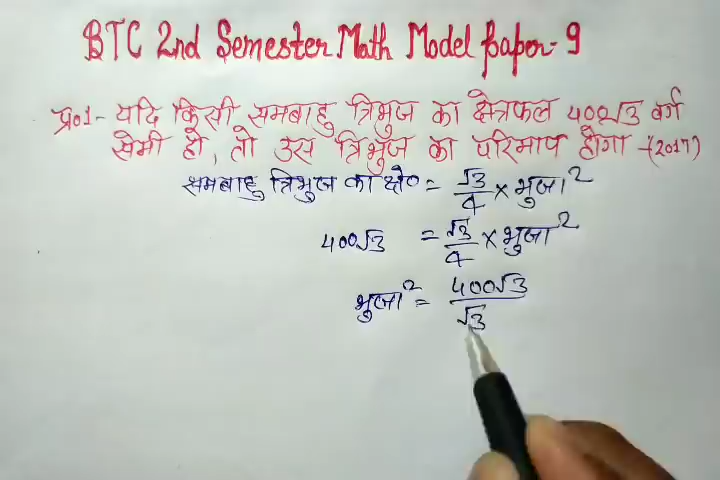 BTC 2nd Semester Math Model paper-9
प्र०1- यदि किसी समबाहु त्रिभुज का क्षेत्रफल 400√3 वर्ग
सेमी हो, तो उस त्रिभुज का परिमाप होगा -(2017)
समबाहु त्रिभुज का क्षे० = √3/4 × भुजा²
400√3 = √3/4 × भुजा²
भुजा² = 400√3/√3